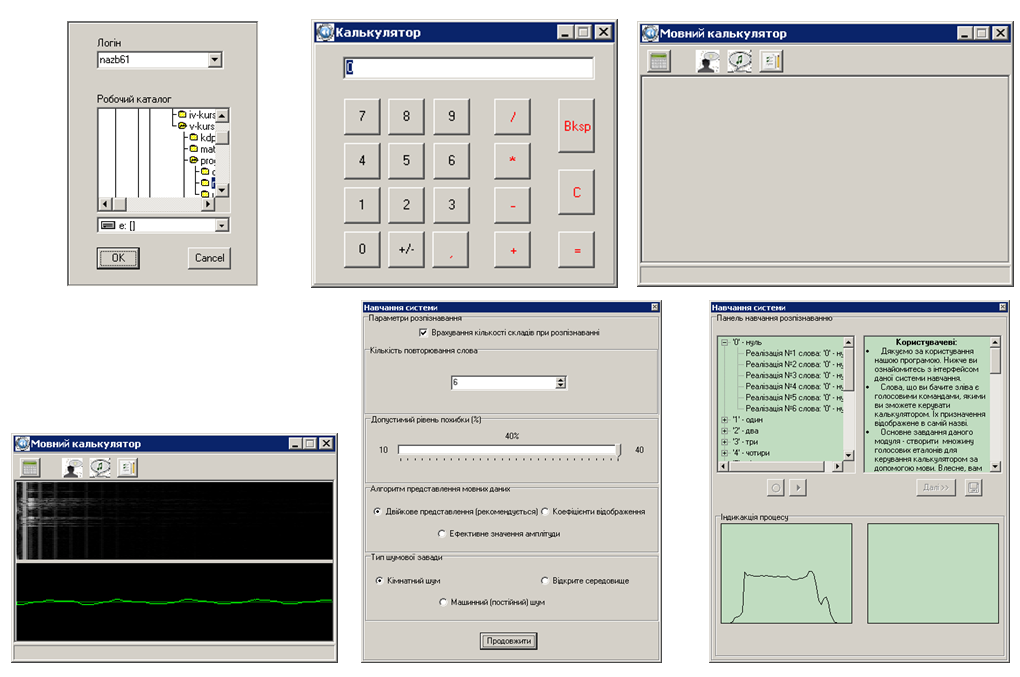 Логін
nazb61
Робочий каталог
iv-kurs
v-kurs
kdp
mat
e: []
OK Cancel
Калькулятор
0
7 8 9 / Bksp
4 5 6 *
C
1 2 3 -
0 +/- , + =
Мовний калькулятор
Мовний калькулятор
Навчання системи
Параметри розпізнавання
Врахування кількості складів при розпізнаванні
Кількість повторювання слова
6
Допустимий рівень похибки (%)
40%
10 40
Алгоритм представлення мовних даних
Двійкове представлення (рекомендується) Коефіцієнти відображення
Ефективне значення амплітуди
Тип шумової завади
Кімнатний шум Відкрите середовище
Машинний (постійний) шум
Продовжити
Навчання системи
Панель навчання розпізнаванню
'0' - нуль
Реалізація №1 слова: '0' - ну
Реалізація №2 слова: '0' - ну
Реалізація №3 слова: '0' - ну
Реалізація №4 слова: '0' - ну
Реалізація №5 слова: '0' - ну
Реалізація №6 слова: '0' - ну
'1' - один
'2' - два
'3' - три
'4' - чотири
Користувачеві:
• Дякуємо за користування
нашою програмою. Нижче ви
ознайомитесь з інтерфейсом
даної системи навчання.
• Слова, що ви бачите зліва є
голосовими командами, якими
ви зможете керувати
калькулятором. Їх призначення
відображене в самій назві.
• Основне завдання даного
модуля - створити множину
голосових еталонів для
керування калькулятором за
допомогою мови. Власне, вам
Далі>>
Індикація процесу